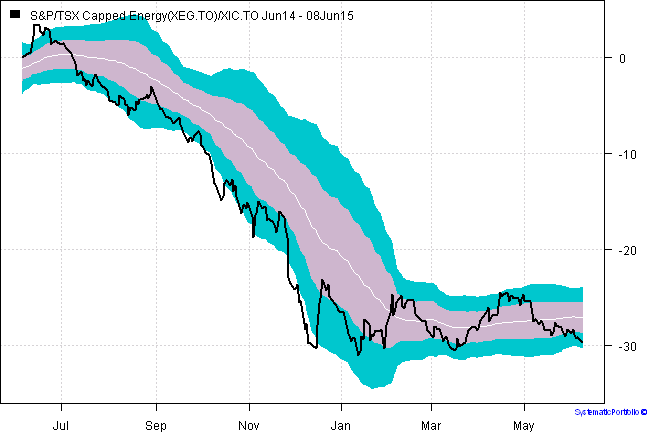 S&P/TSX Capped Energy(XEG.TO)/XIC.TO Jun14 - 08Jun15
0
-10
-20
-30
Jul Sep Nov Jan Mar May
SystematicPortfolio ©